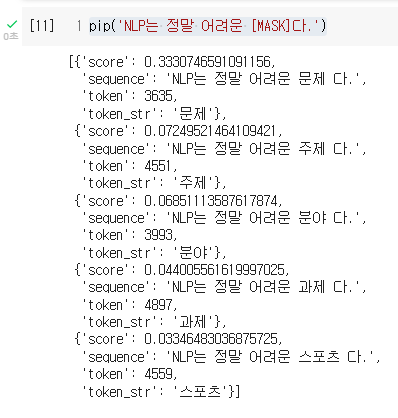 0초 [11] 1 pip('NLP는 정말 어려운 [MASK]다.')
[{'score': 0.3330746591091156,
'sequence': 'NLP는 정말 어려운 문제 다.',
'token': 3635,
'token_str': '문제'},
{'score': 0.07249521464109421,
'sequence': 'NLP는 정말 어려운 주제 다.',
'token': 4551,
'token_str': '주제'},
{'score': 0.06851113587617874,
'sequence': 'NLP는 정말 어려운 분야 다.',
'token': 3993,
'token_str': '분야'},
{'score': 0.044005561619997025,
'sequence': 'NLP는 정말 어려운 과제 다.',
'token': 4897,
'token_str': '과제'},
{'score': 0.03346483036875725,
'sequence': 'NLP는 정말 어려운 스포츠 다.',
'token': 4559,
'token_str': '스포츠'}]